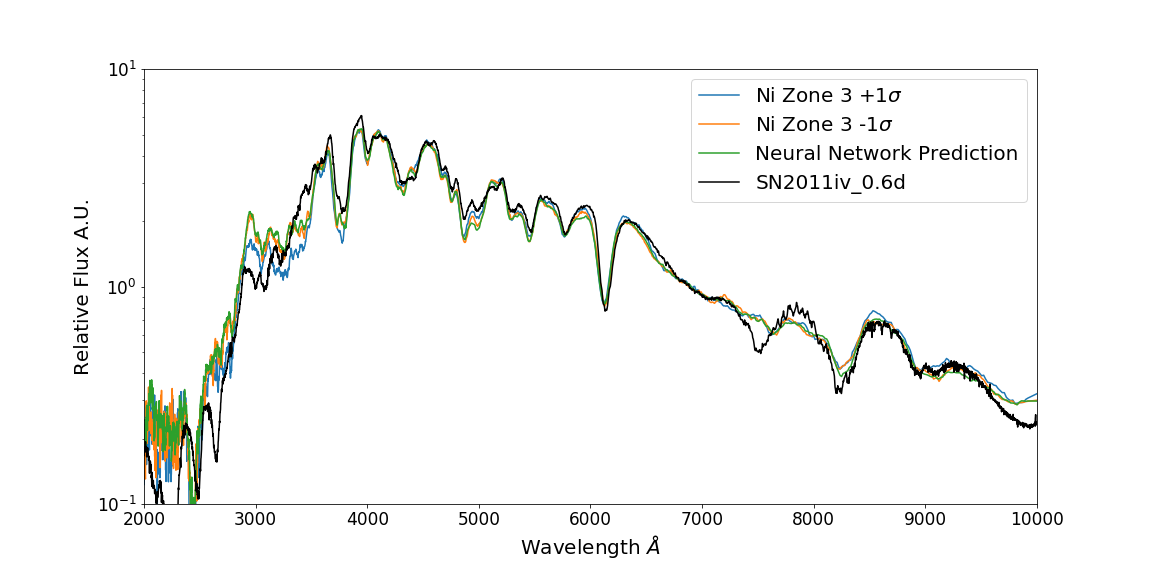 Ni Zone 3 +1σ
Ni Zone 3 -1σ
Neural Network Prediction
SN2011iv_0.6d
Relative Flux A.U.
10¹
10⁰
10⁻¹
2000 3000 4000 5000 6000 7000 8000 9000 10000
Wavelength Å